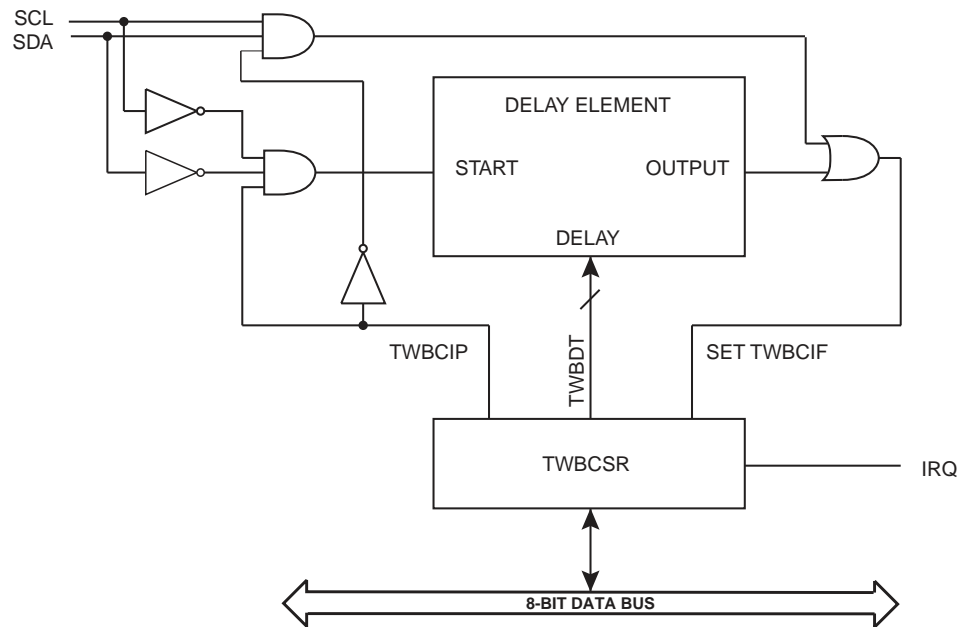 SCL
SDA
DELAY ELEMENT
START
OUTPUT
DELAY
TWBCIP
TWBDT
SET TWBCIF
TWBCSR
IRQ
8-BIT DATA BUS